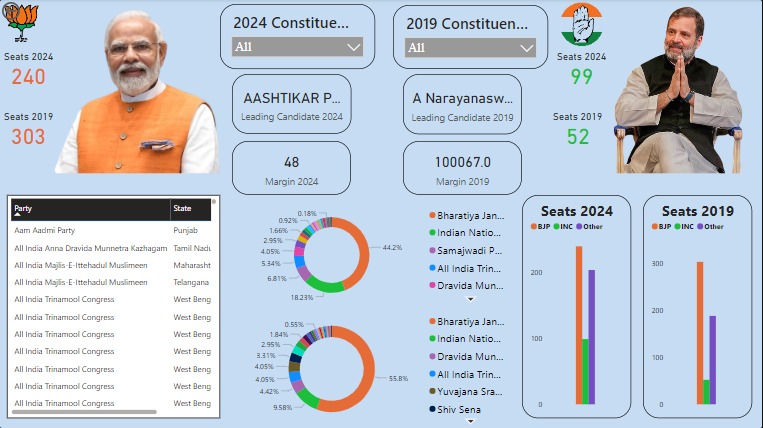 Seats 2024
240
Seats 2019
303
2024 Constitue...
All
2019 Constituen...
All
AASHTIKAR P...
Leading Candidate 2024
A Narayanasw...
Leading Candidate 2019
48
Margin 2024
100067.0
Margin 2019
Seats 2024
99
Seats 2019
52
Party State
Aam Aadmi Party Punjab
All India Anna Dravida Munnetra Kazhagam Tamil Nadu
All India Majlis-E-Ittehadul Muslimeen Maharasht
All India Majlis-E-Ittehadul Muslimeen Telangana
All India Trinamool Congress West Beng
All India Trinamool Congress West Beng
All India Trinamool Congress West Beng
All India Trinamool Congress West Beng
All India Trinamool Congress West Beng
All India Trinamool Congress West Beng
All India Trinamool Congress West Beng
0.18%
0.92%
1.66%
2.95%
4.05%
5.34%
6.81%
18.23%
44.2%
Bharatiya Jan...
Indian Natio...
Samajwadi P...
All India Trin...
Dravida Mun...
0.55%
1.84%
2.95%
3.31%
4.05%
4.05%
4.42%
9.58%
55.8%
Bharatiya Jan...
Indian Natio...
Dravida Mun...
All India Trin...
Yuvajana Sra...
Shiv Sena
Seats 2024
BJP INC Other
200
100
0
Seats 2019
BJP INC Other
300
200
100
0